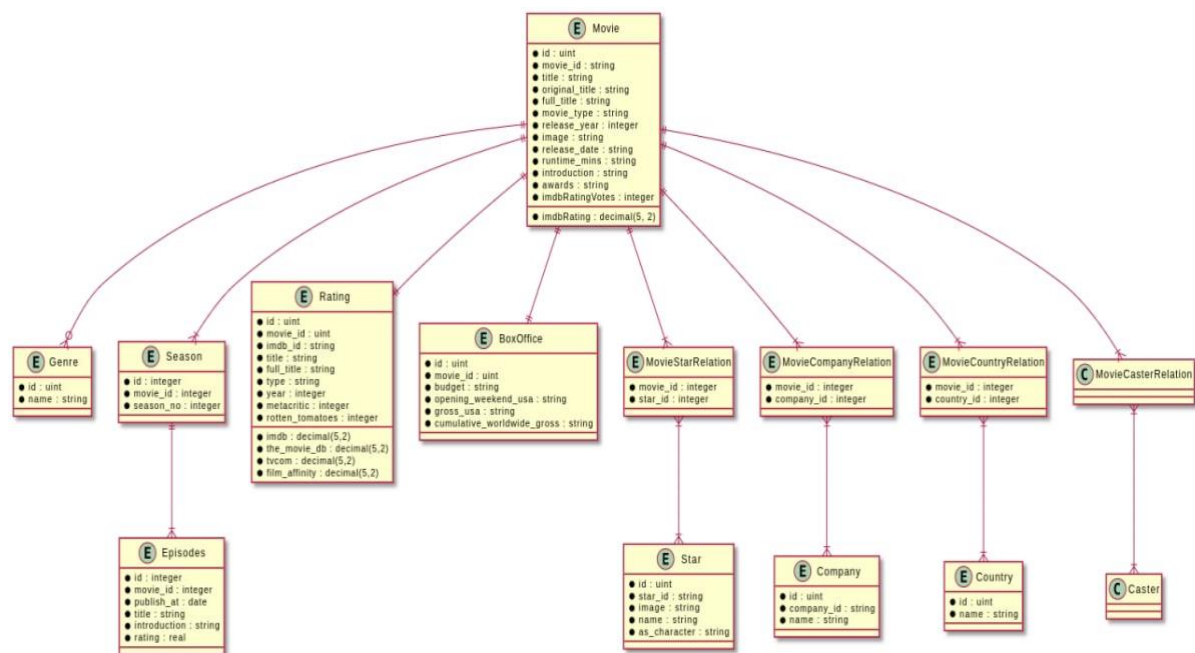 E Movie
id : uint
movie_id : string
title : string
original_title : string
full_title : string
movie_type : string
release_year : integer
image : string
release_date : string
runtime_mins : string
introduction : string
awards : string
imdbRatingVotes : integer
imdbRating : decimal(5, 2)
E Genre
id : uint
name : string
E Season
id : integer
movie_id : integer
season_no : integer
E Rating
id : uint
movie_id : uint
imdb_id : string
title : string
full_title : string
type : string
year : integer
metacritic : integer
rotten_tomatoes : integer
imdb : decimal(5,2)
the_movie_db : decimal(5,2)
tvcom : decimal(5,2)
film_affinity : decimal(5,2)
E BoxOffice
id : uint
movie_id : uint
budget : string
opening_weekend_usa : string
gross_usa : string
cumulative_worldwide_gross : string
E MovieStarRelation
movie_id : integer
star_id : integer
E MovieCompanyRelation
movie_id : integer
company_id : integer
E MovieCountryRelation
movie_id : integer
country_id : integer
C MovieCasterRelation
E Episodes
id : integer
movie_id : integer
publish_at : date
title : string
introduction : string
rating : real
E Star
id : uint
star_id : string
image : string
name : string
as_character : string
E Company
id : uint
company_id : string
name : string
E Country
id : uint
name : string
C Caster